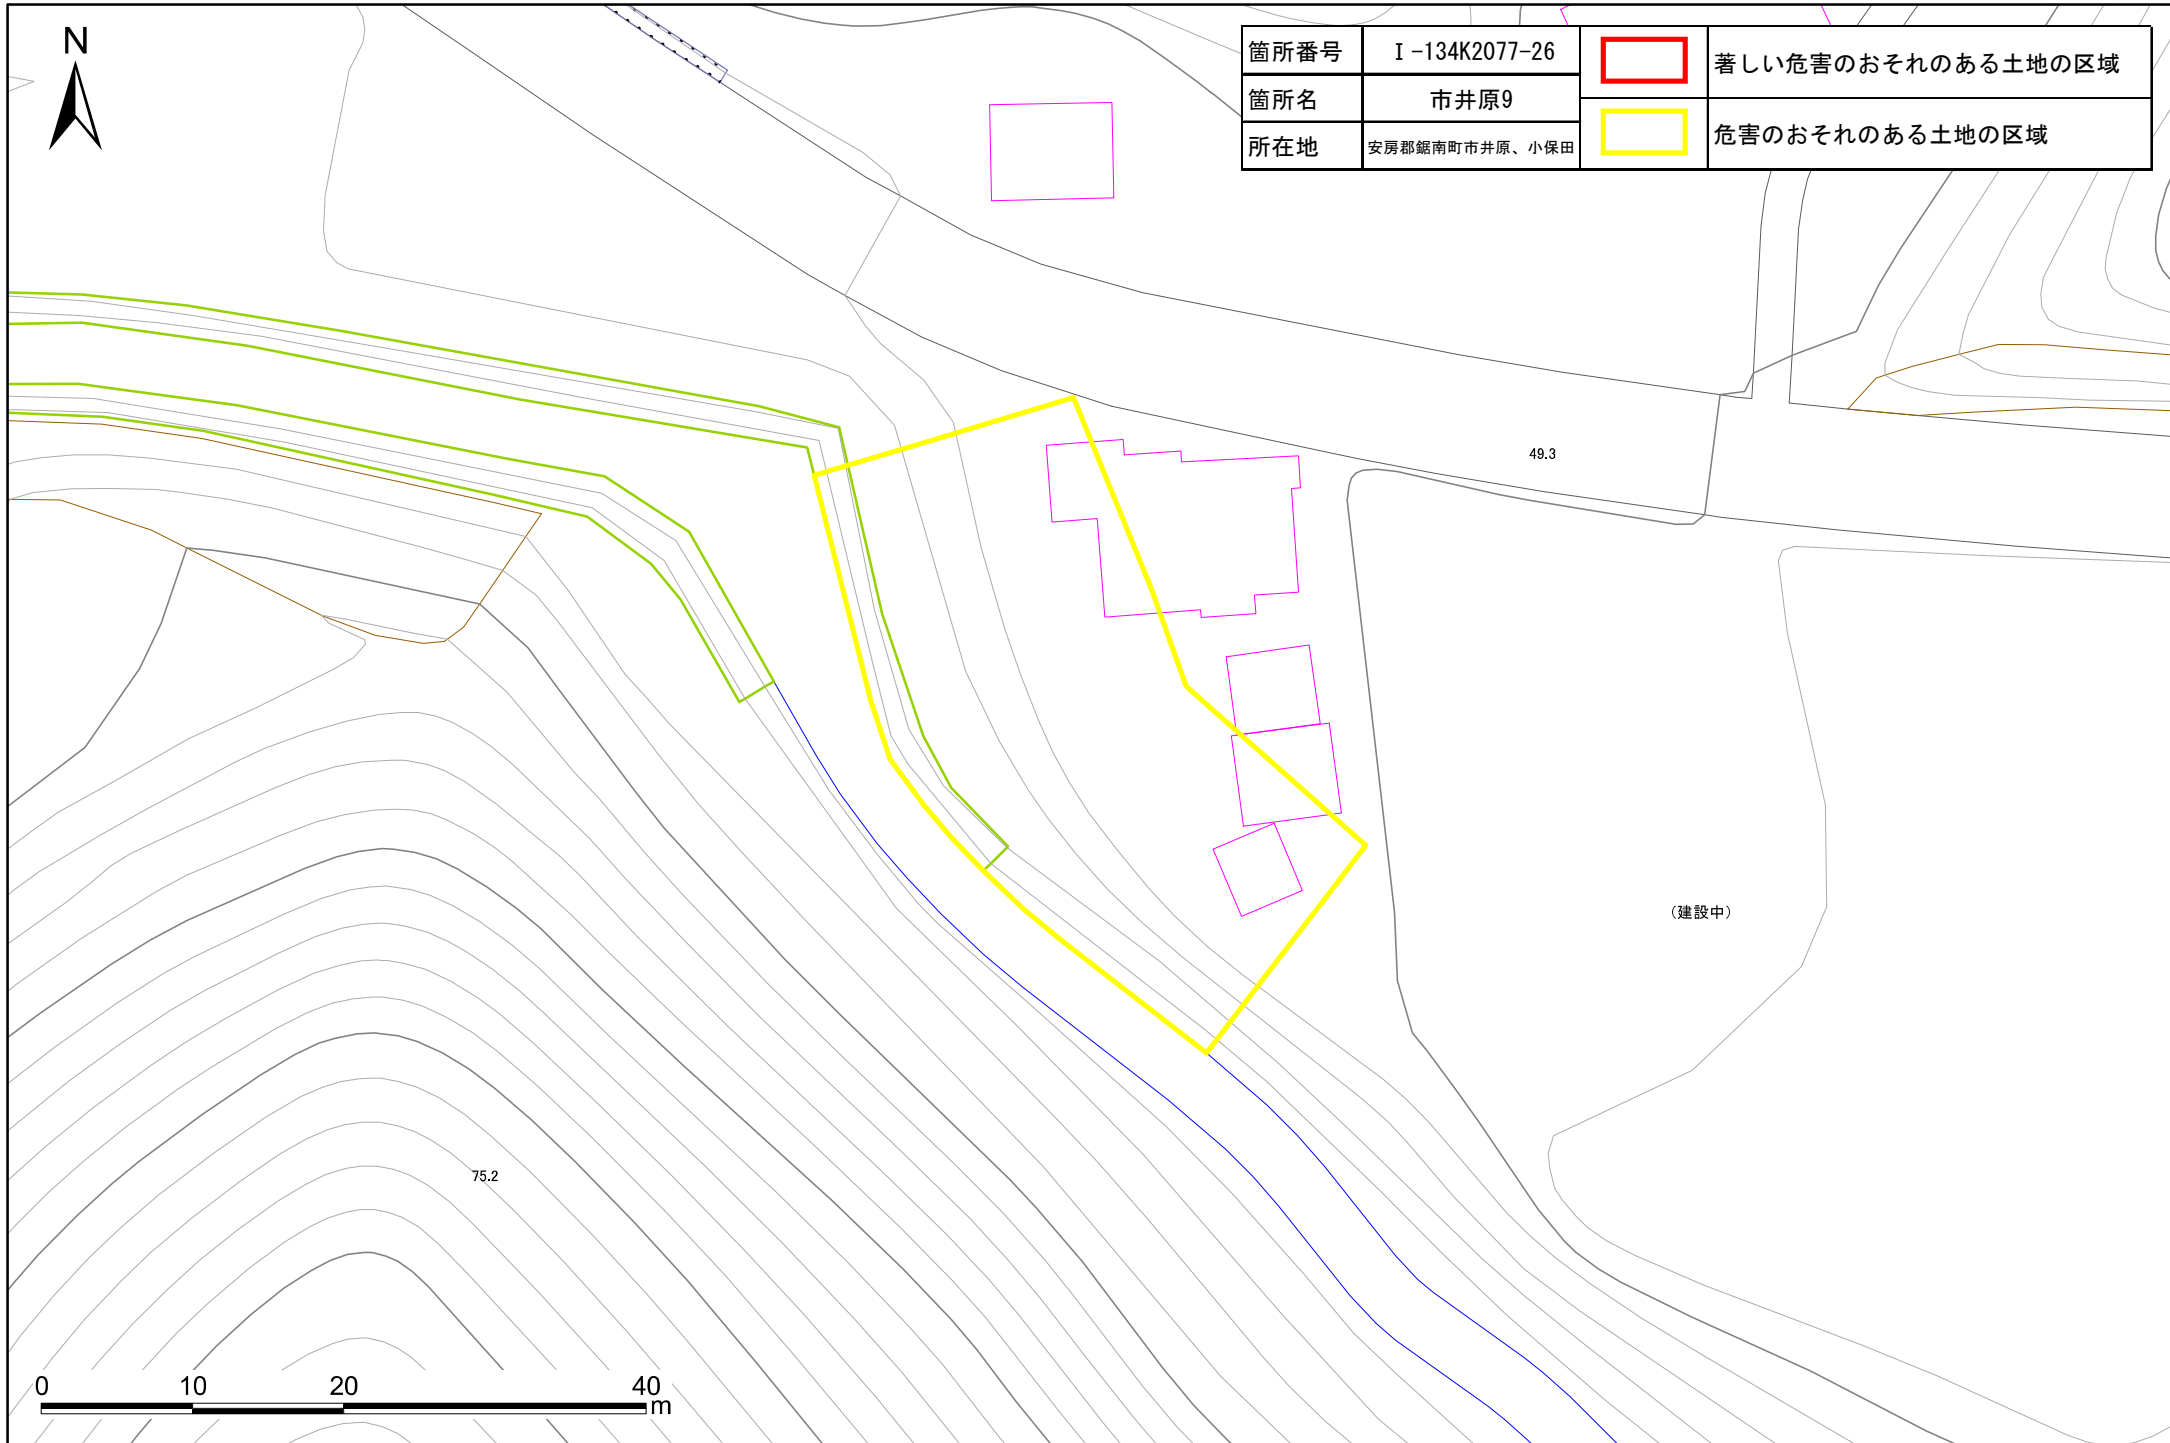 N
箇所番号 Ⅰ-134K2077-26
箇所名 市井原9
所在地 安房郡鋸南町市井原、小保田
著しい危害のおそれのある土地の区域
危害のおそれのある土地の区域
49.3
(建設中)
75.2
0 10 20 40
m